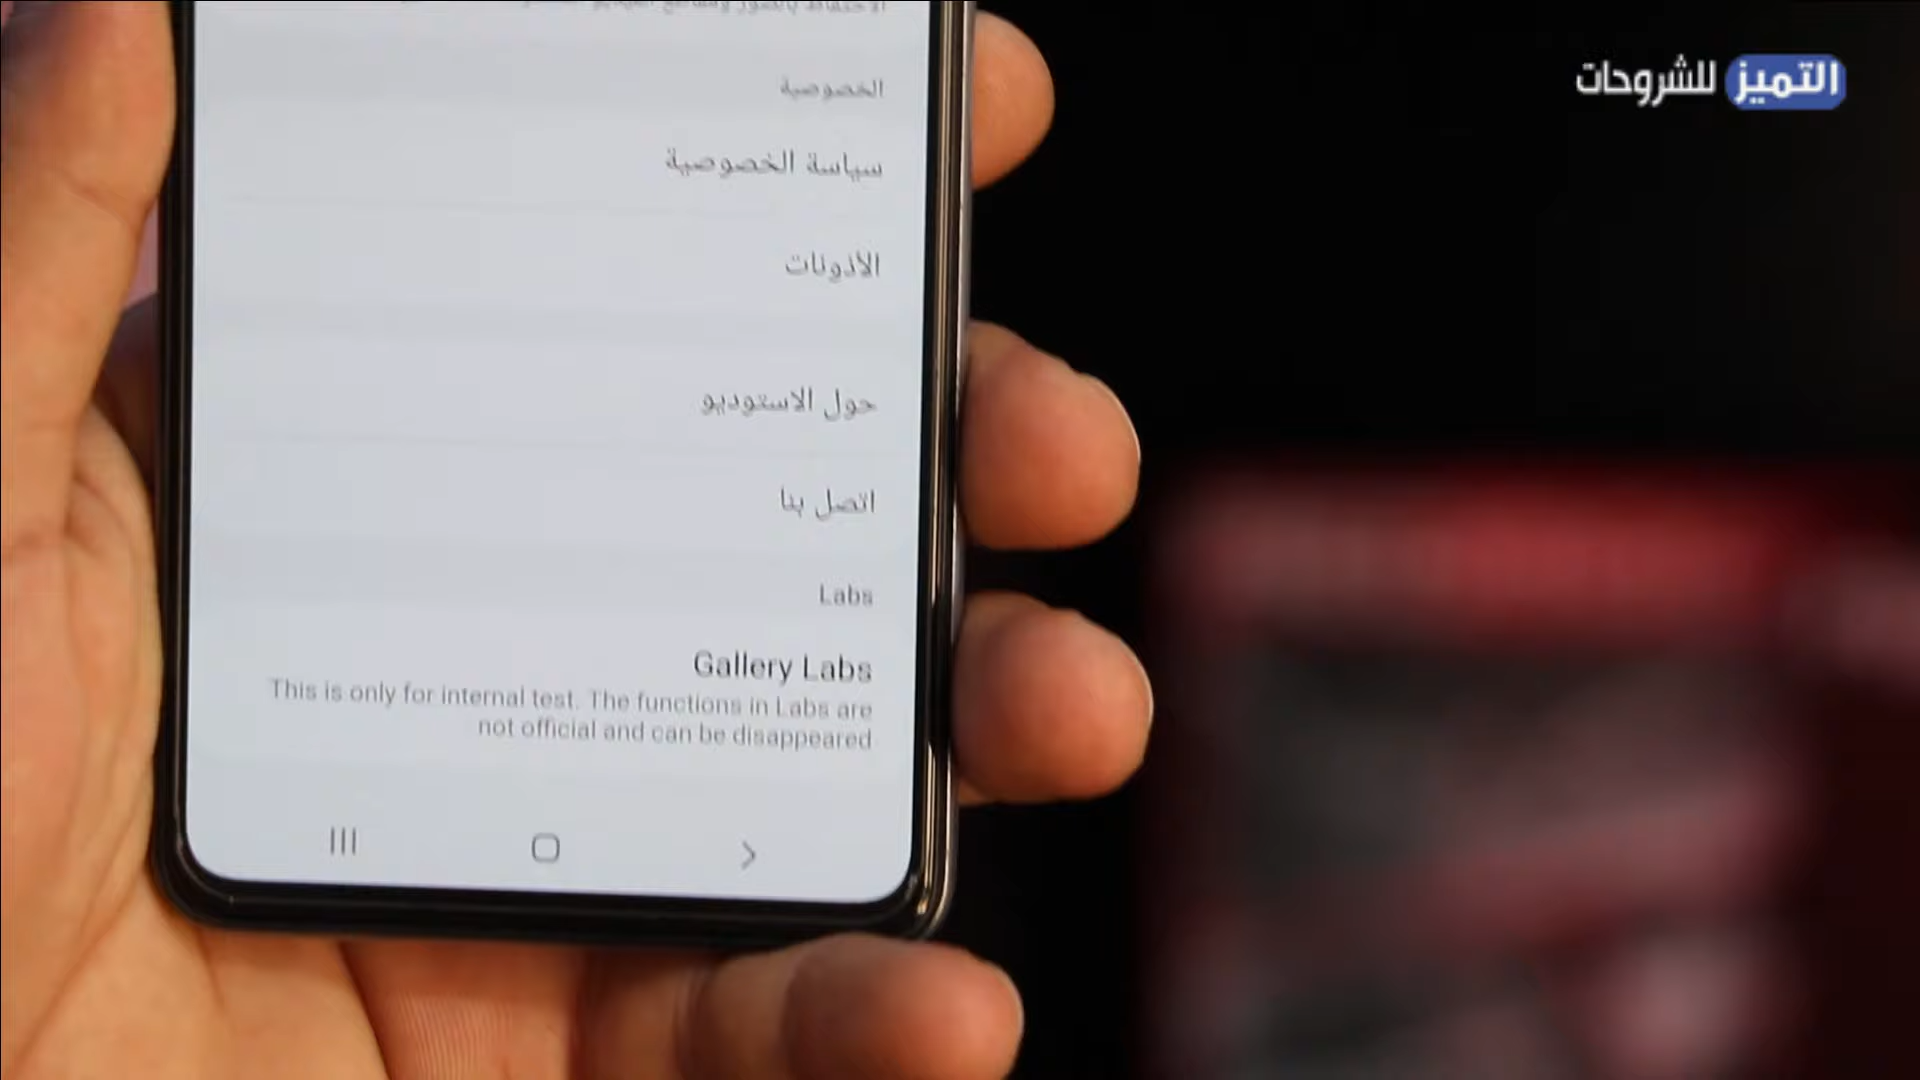 التميز للشروحات
الخصوصية
سياسة الخصوصية
الأذونات
حول الاستوديو
اتصل بنا
Labs
Gallery Labs
This is only for internal test. The functions in Labs are
not official and can be disappeared